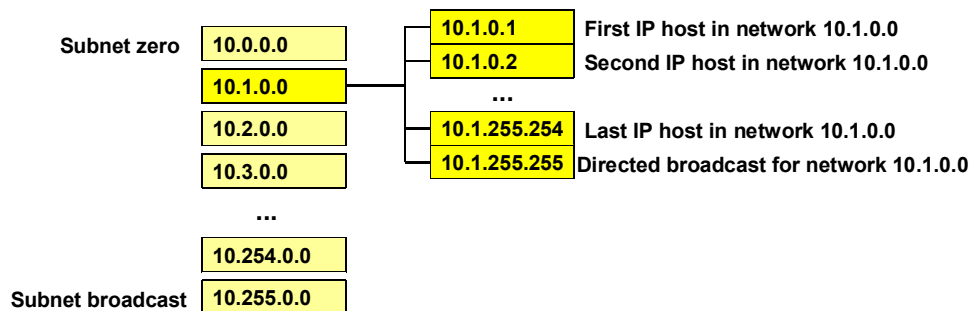 10.1.0.1 First IP host in network 10.1.0.0
Subnet zero 10.0.0.0
10.1.0.2 Second IP host in network 10.1.0.0
10.1.0.0
...
10.2.0.0
10.1.255.254 Last IP host in network 10.1.0.0
10.3.0.0
10.1.255.255 Directed broadcast for network 10.1.0.0
...
10.254.0.0
Subnet broadcast 10.255.0.0